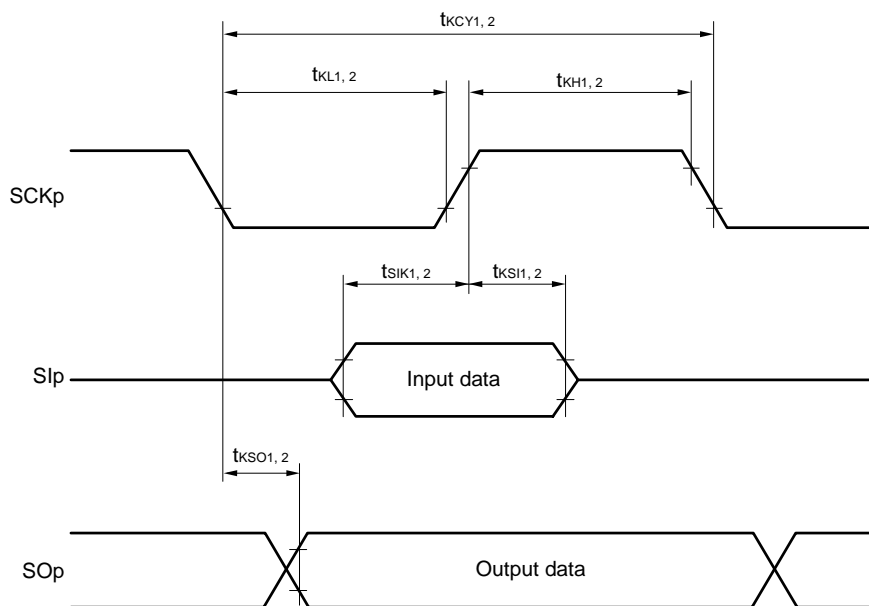 tKCY1, 2
tKL1, 2
tKH1, 2
SCKp
tSIK1, 2
tKSI1, 2
SIp
Input data
tKSO1, 2
SOp
Output data